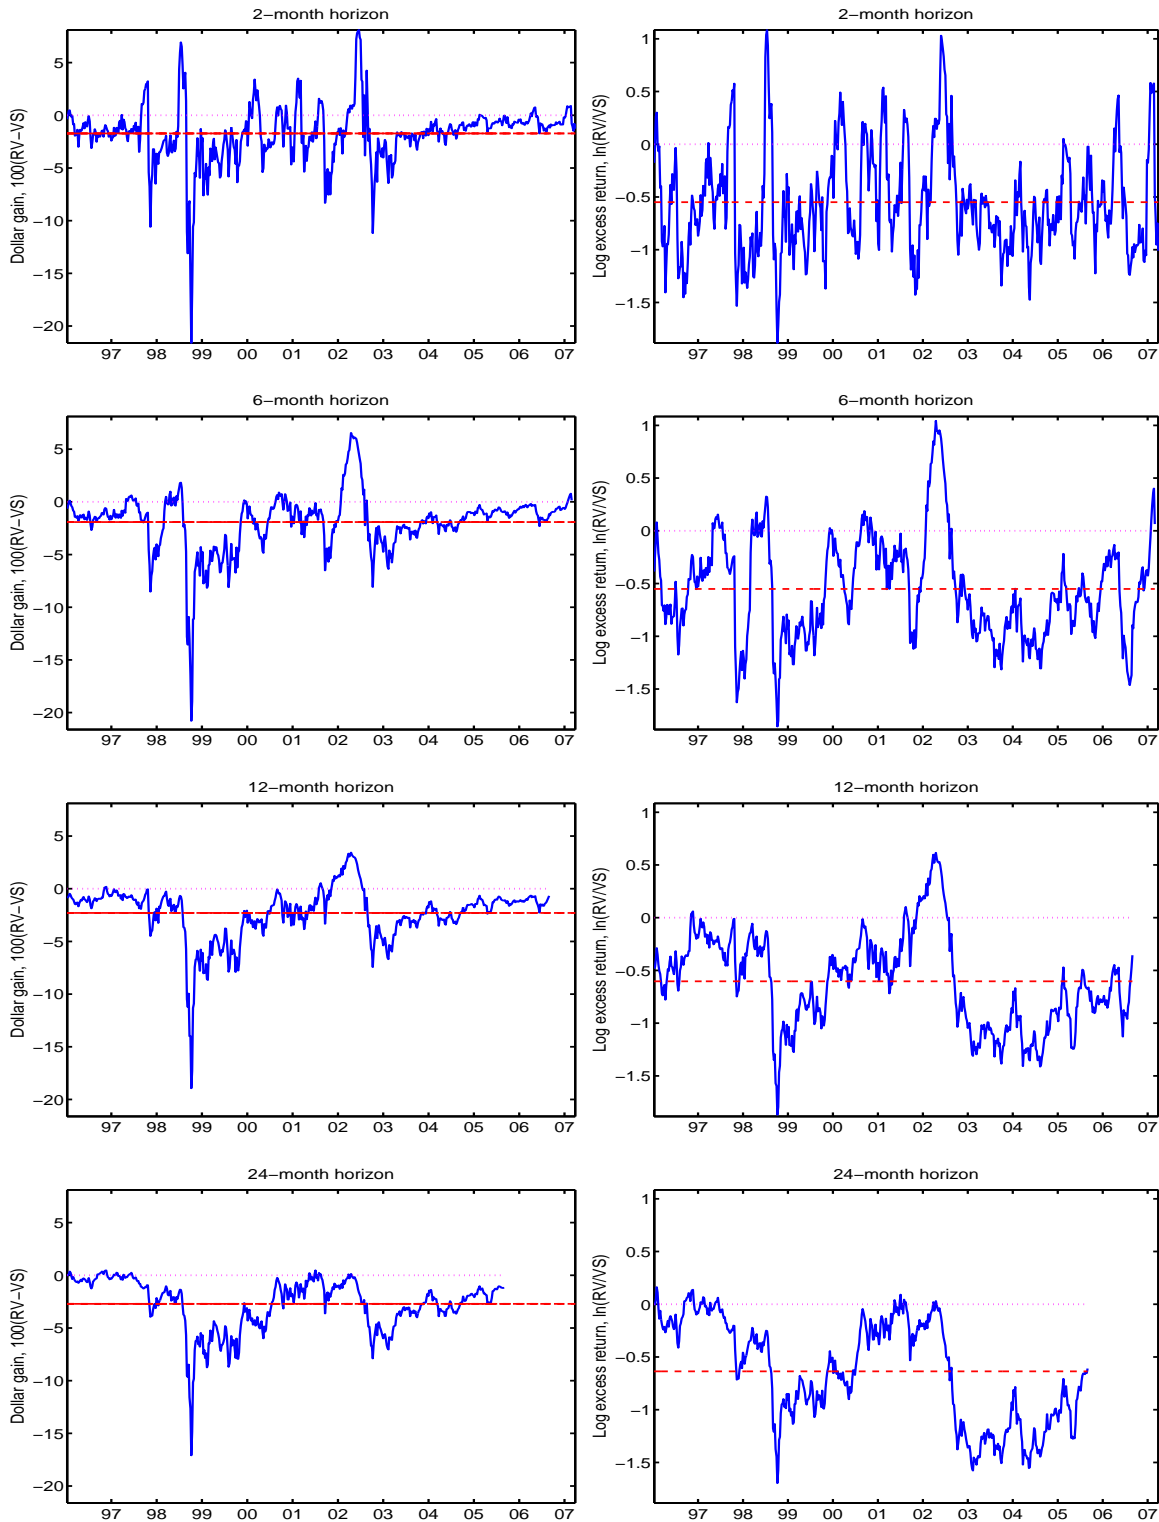 2−month horizon
Dollar gain, 100(RV−VS)
5
0
−5
−10
−15
−20
97 98 99 00 01 02 03 04 05 06 07
2−month horizon
Log excess return, ln(RV/VS)
1
0.5
0
−0.5
−1
−1.5
97 98 99 00 01 02 03 04 05 06 07
6−month horizon
Dollar gain, 100(RV−VS)
5
0
−5
−10
−15
−20
97 98 99 00 01 02 03 04 05 06 07
6−month horizon
Log excess return, ln(RV/VS)
1
0.5
0
−0.5
−1
−1.5
97 98 99 00 01 02 03 04 05 06 07
12−month horizon
Dollar gain, 100(RV−VS)
5
0
−5
−10
−15
−20
97 98 99 00 01 02 03 04 05 06 07
12−month horizon
Log excess return, ln(RV/VS)
1
0.5
0
−0.5
−1
−1.5
97 98 99 00 01 02 03 04 05 06 07
24−month horizon
Dollar gain, 100(RV−VS)
5
0
−5
−10
−15
−20
97 98 99 00 01 02 03 04 05 06 07
24−month horizon
Log excess return, ln(RV/VS)
1
0.5
0
−0.5
−1
−1.5
97 98 99 00 01 02 03 04 05 06 07